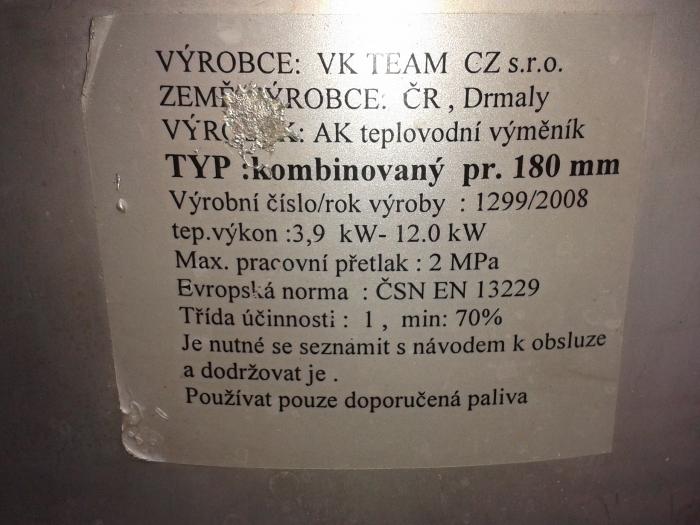 VÝROBCE: VK TEAM CZ s.r.o.
ZEMĚ VÝROBCE: ČR , Drmaly
VÝROBEK: AK teplovodní výměník
TYP :kombinovaný pr. 180 mm
Výrobní číslo/rok výroby : 1299/2008
tep.výkon :3,9 kW- 12.0 kW
Max. pracovní přetlak : 2 MPa
Evropská norma : ČSN EN 13229
Třída účinnosti : 1 , min: 70%
Je nutné se seznámit s návodem k obsluze
a dodržovat je .
Používat pouze doporučená paliva